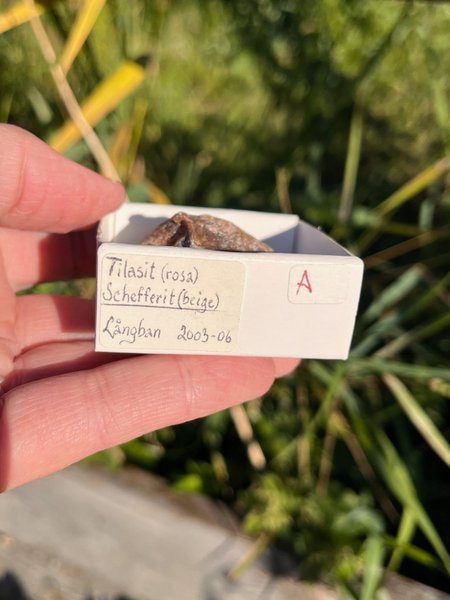 Tilasit (rosa)
Schefferit (beige)
Långban 2003-06
A